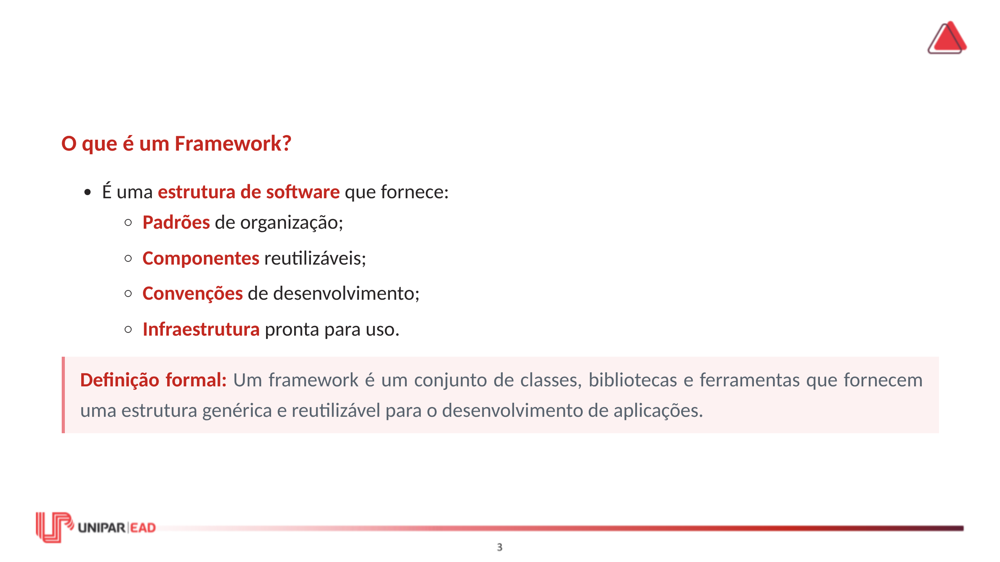 O que é um Framework?
• É uma estrutura de software que fornece:
○ Padrões de organização;
○ Componentes reutilizáveis;
○ Convenções de desenvolvimento;
○ Infraestrutura pronta para uso.
Definição formal: Um framework é um conjunto de classes, bibliotecas e ferramentas que fornecem
uma estrutura genérica e reutilizável para o desenvolvimento de aplicações.
UNIPAR|EAD
3